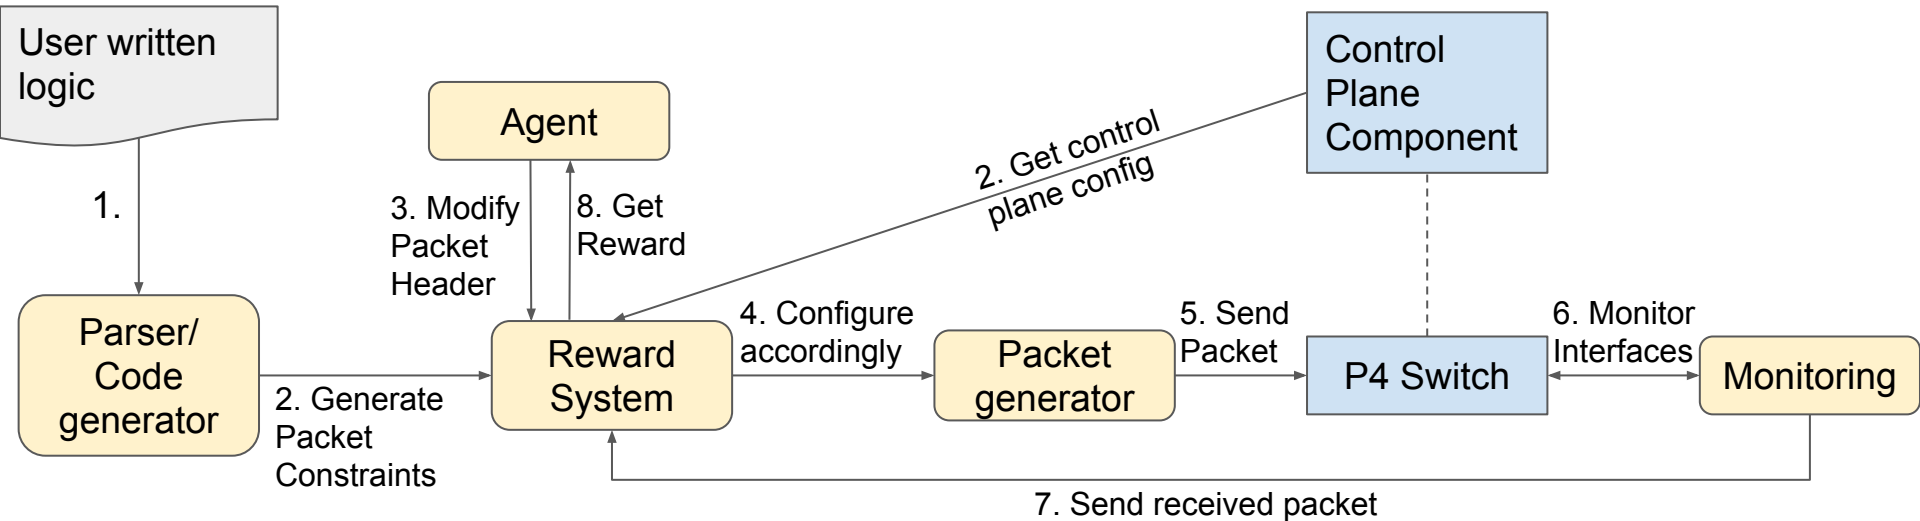 User written
logic
Control
Plane
Component
Agent
2. Get control
plane config
1.
3. Modify
Packet
Header
8. Get
Reward
Parser/
Code
generator
2. Generate
Packet
Constraints
Reward
System
4. Configure
accordingly
Packet
generator
5. Send
Packet
P4 Switch
6. Monitor
Interfaces
Monitoring
7. Send received packet